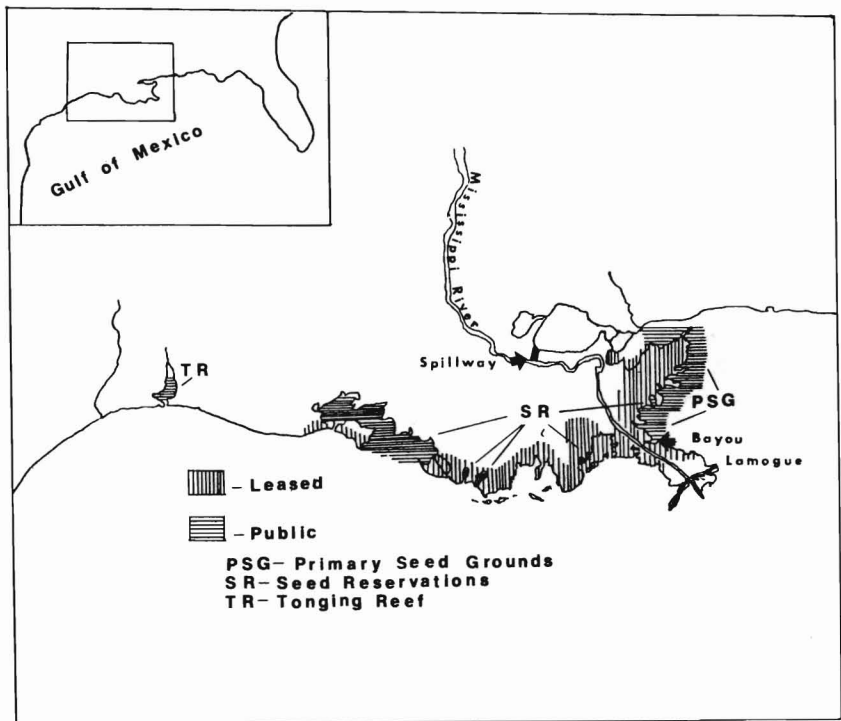 Gulf of Mexico
Mississippi River
Spillway
TR
SR
PSG
Bayou
Lamogue
– Leased
– Public
PSG– Primary Seed Grounds
SR– Seed Reservations
TR– Tonging Reef